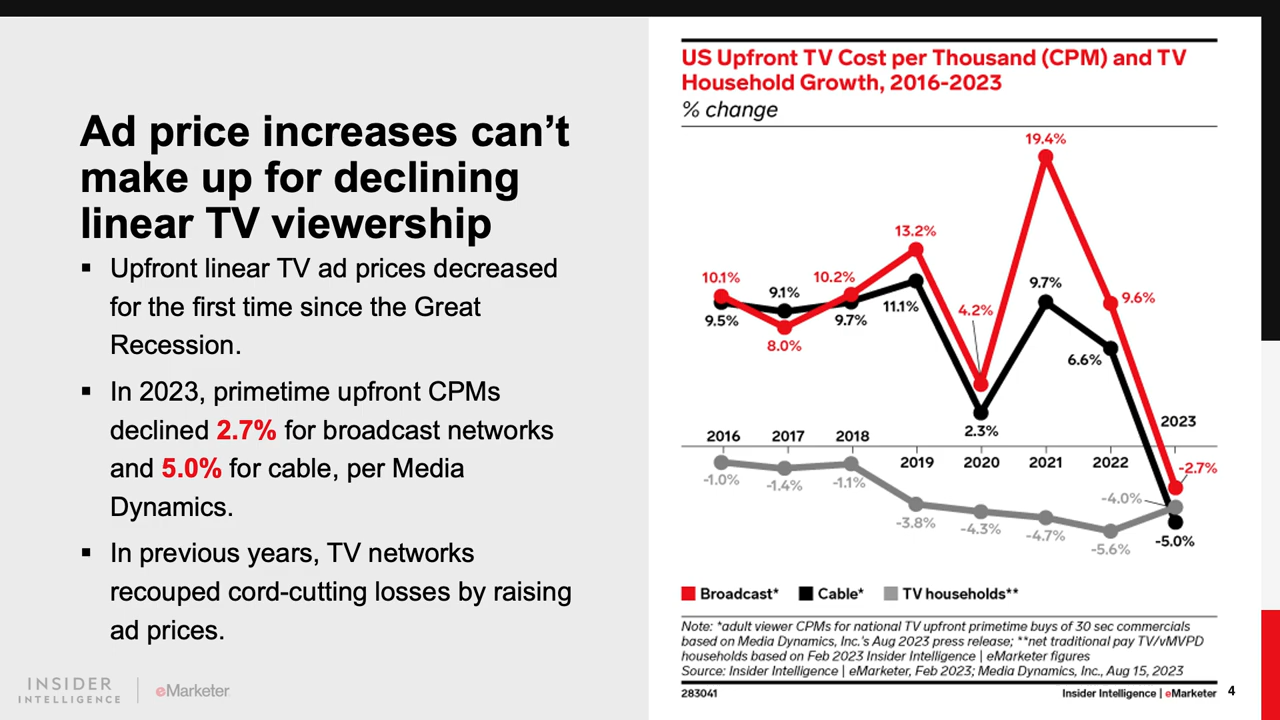 Ad price increases can’t
make up for declining
linear TV viewership
▪ Upfront linear TV ad prices decreased
for the first time since the Great
Recession.
▪ In 2023, primetime upfront CPMs
declined 2.7% for broadcast networks
and 5.0% for cable, per Media
Dynamics.
▪ In previous years, TV networks
recouped cord-cutting losses by raising
ad prices.
INSIDER
INTELLIGENCE
eMarketer
US Upfront TV Cost per Thousand (CPM) and TV
Household Growth, 2016-2023
% change
19.4%
13.2%
10.1%
9.1%
10.2%
9.7%
9.5%
9.7%
11.1%
4.2%
9.6%
8.0%
6.6%
2.3%
2023
2016 2017 2018
2019 2020 2021 2022
-2.7%
-1.0%
-1.4%
-1.1%
-4.0%
-3.8%
-4.3%
-4.7%
-5.6%
-5.0%
Broadcast* Cable* TV households**
Note: *adult viewer CPMs for national TV upfront primetime buys of 30 sec commercials
based on Media Dynamics, Inc.'s Aug 2023 press release; **net traditional pay TV/vMVPD
households based on Feb 2023 Insider Intelligence | eMarketer figures
Source: Insider Intelligence | eMarketer, Feb 2023; Media Dynamics, Inc., Aug 15, 2023
283041 Insider Intelligence | eMarketer
4